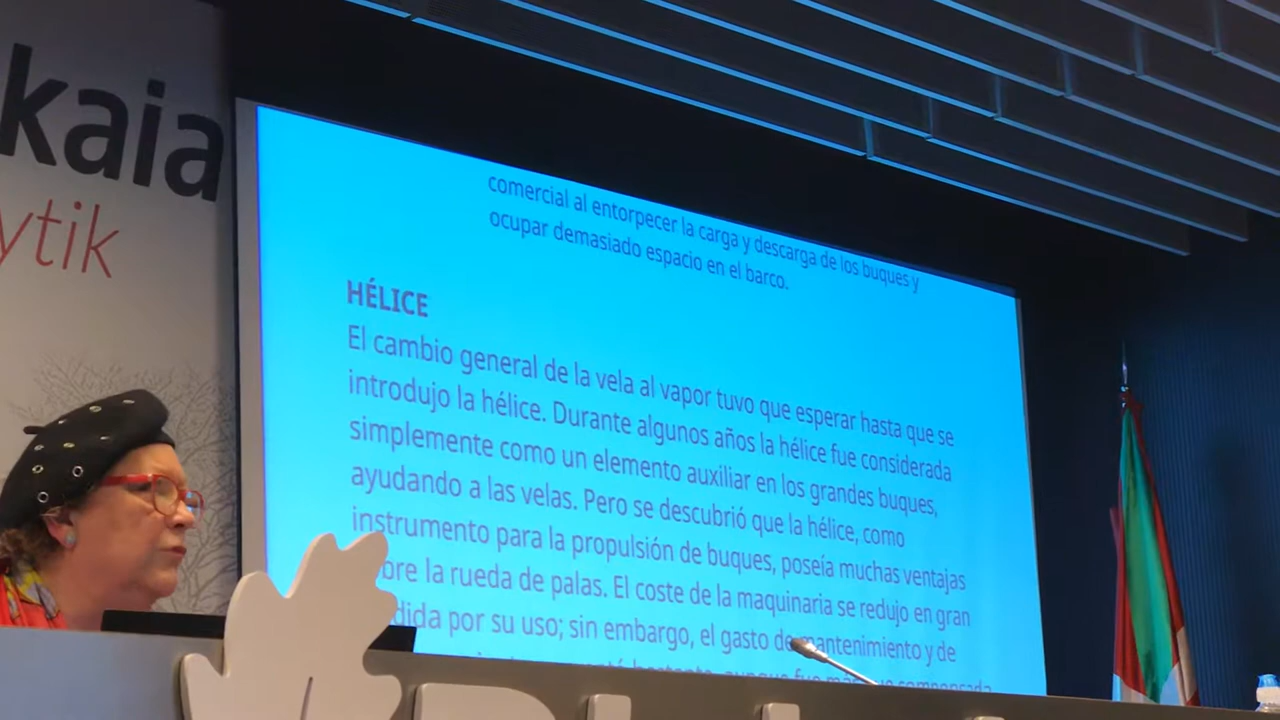 kaia
ytik
comercial al entorpecer la carga y descarga de los buques y
ocupar demasiado espacio en el barco.
HÉLICE
El cambio general de la vela al vapor tuvo que esperar hasta que se
introdujo la hélice. Durante algunos años la hélice fue considerada
simplemente como un elemento auxiliar en los grandes buques,
ayudando a las velas. Pero se descubrió que la hélice, como
instrumento para la propulsión de buques, poseía muchas ventajas
bre la rueda de palas. El coste de la maquinaria se redujo en gran
dida por su uso; sin embargo, el gasto de mantenimiento y de